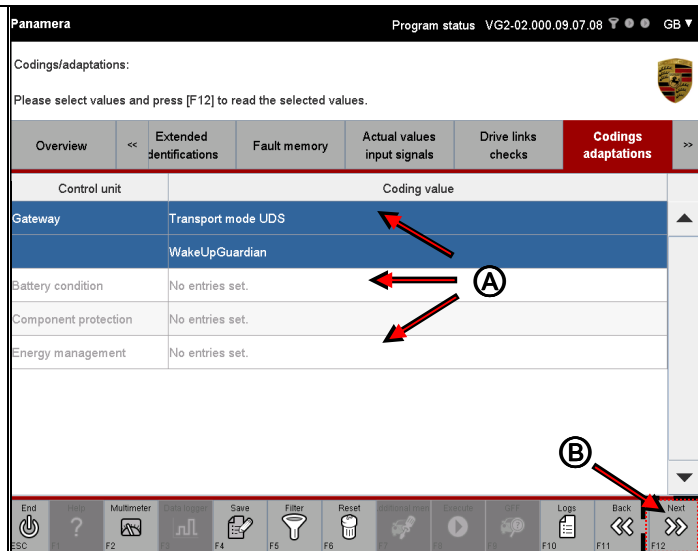 Panamera Program status VG2-02.000.09.07.08 GB
Codings/adaptations:
Please select values and press [F12] to read the selected values.
Overview << Extended dentifications Fault memory Actual values input signals Drive links checks Codings adaptations >>
Control unit Coding value
Gateway Transport mode UDS
WakeUpGuardian
Battery condition No entries set.
Component protection No entries set.
Energy management No entries set.
A
B
End Help Multimeter Data logger Save Filter Reset Execute OFF Logs Back Next
ESC F1 F2 F3 F4 F5 F6 F7 F8 F9 F10 F11 F12